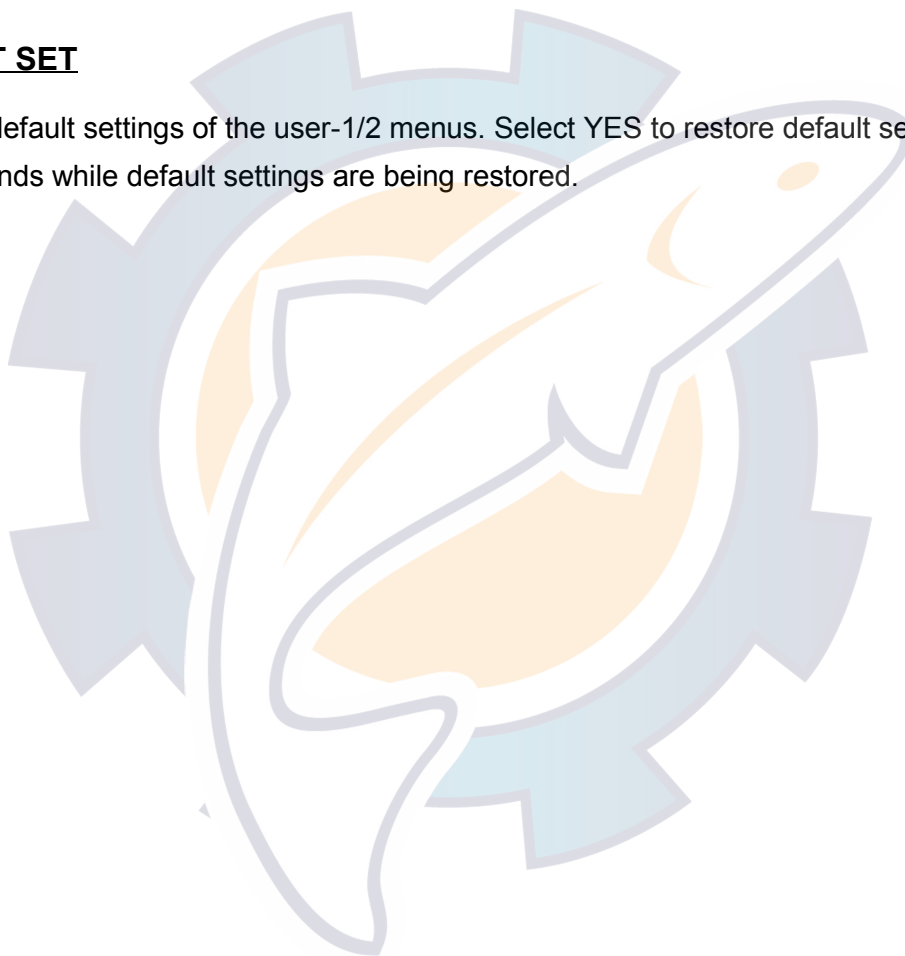 T SET
default settings of the user-1/2 menus. Select YES to restore default se
nds while default settings are being restored.